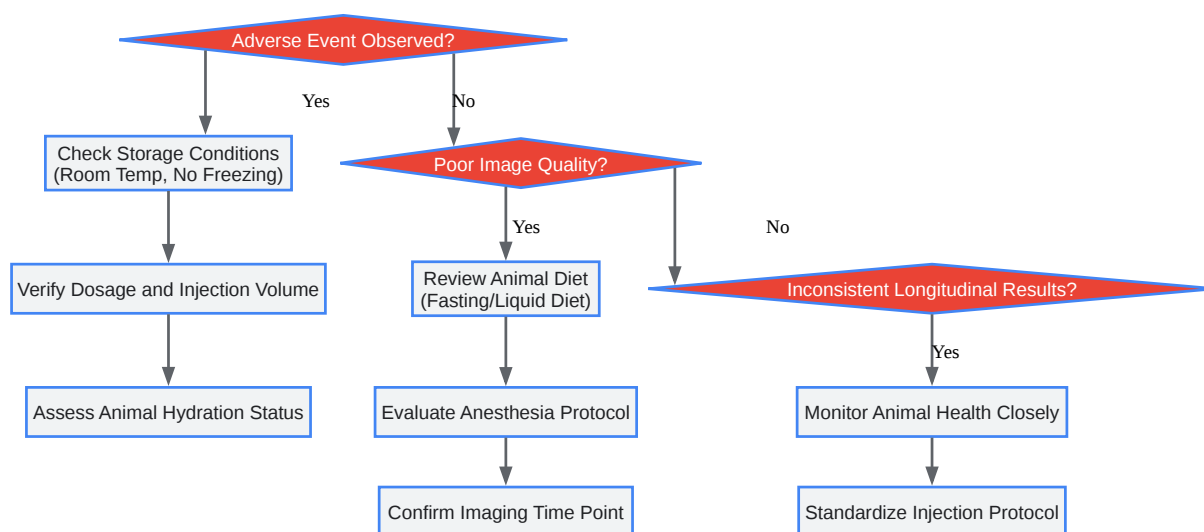 Adverse Event Observed?
Yes
No
Check Storage Conditions
(Room Temp, No Freezing)
Poor Image Quality?
Yes
No
Verify Dosage and Injection Volume
Review Animal Diet
(Fasting/Liquid Diet)
Inconsistent Longitudinal Results?
Yes
Assess Animal Hydration Status
Evaluate Anesthesia Protocol
Monitor Animal Health Closely
Confirm Imaging Time Point
Standardize Injection Protocol